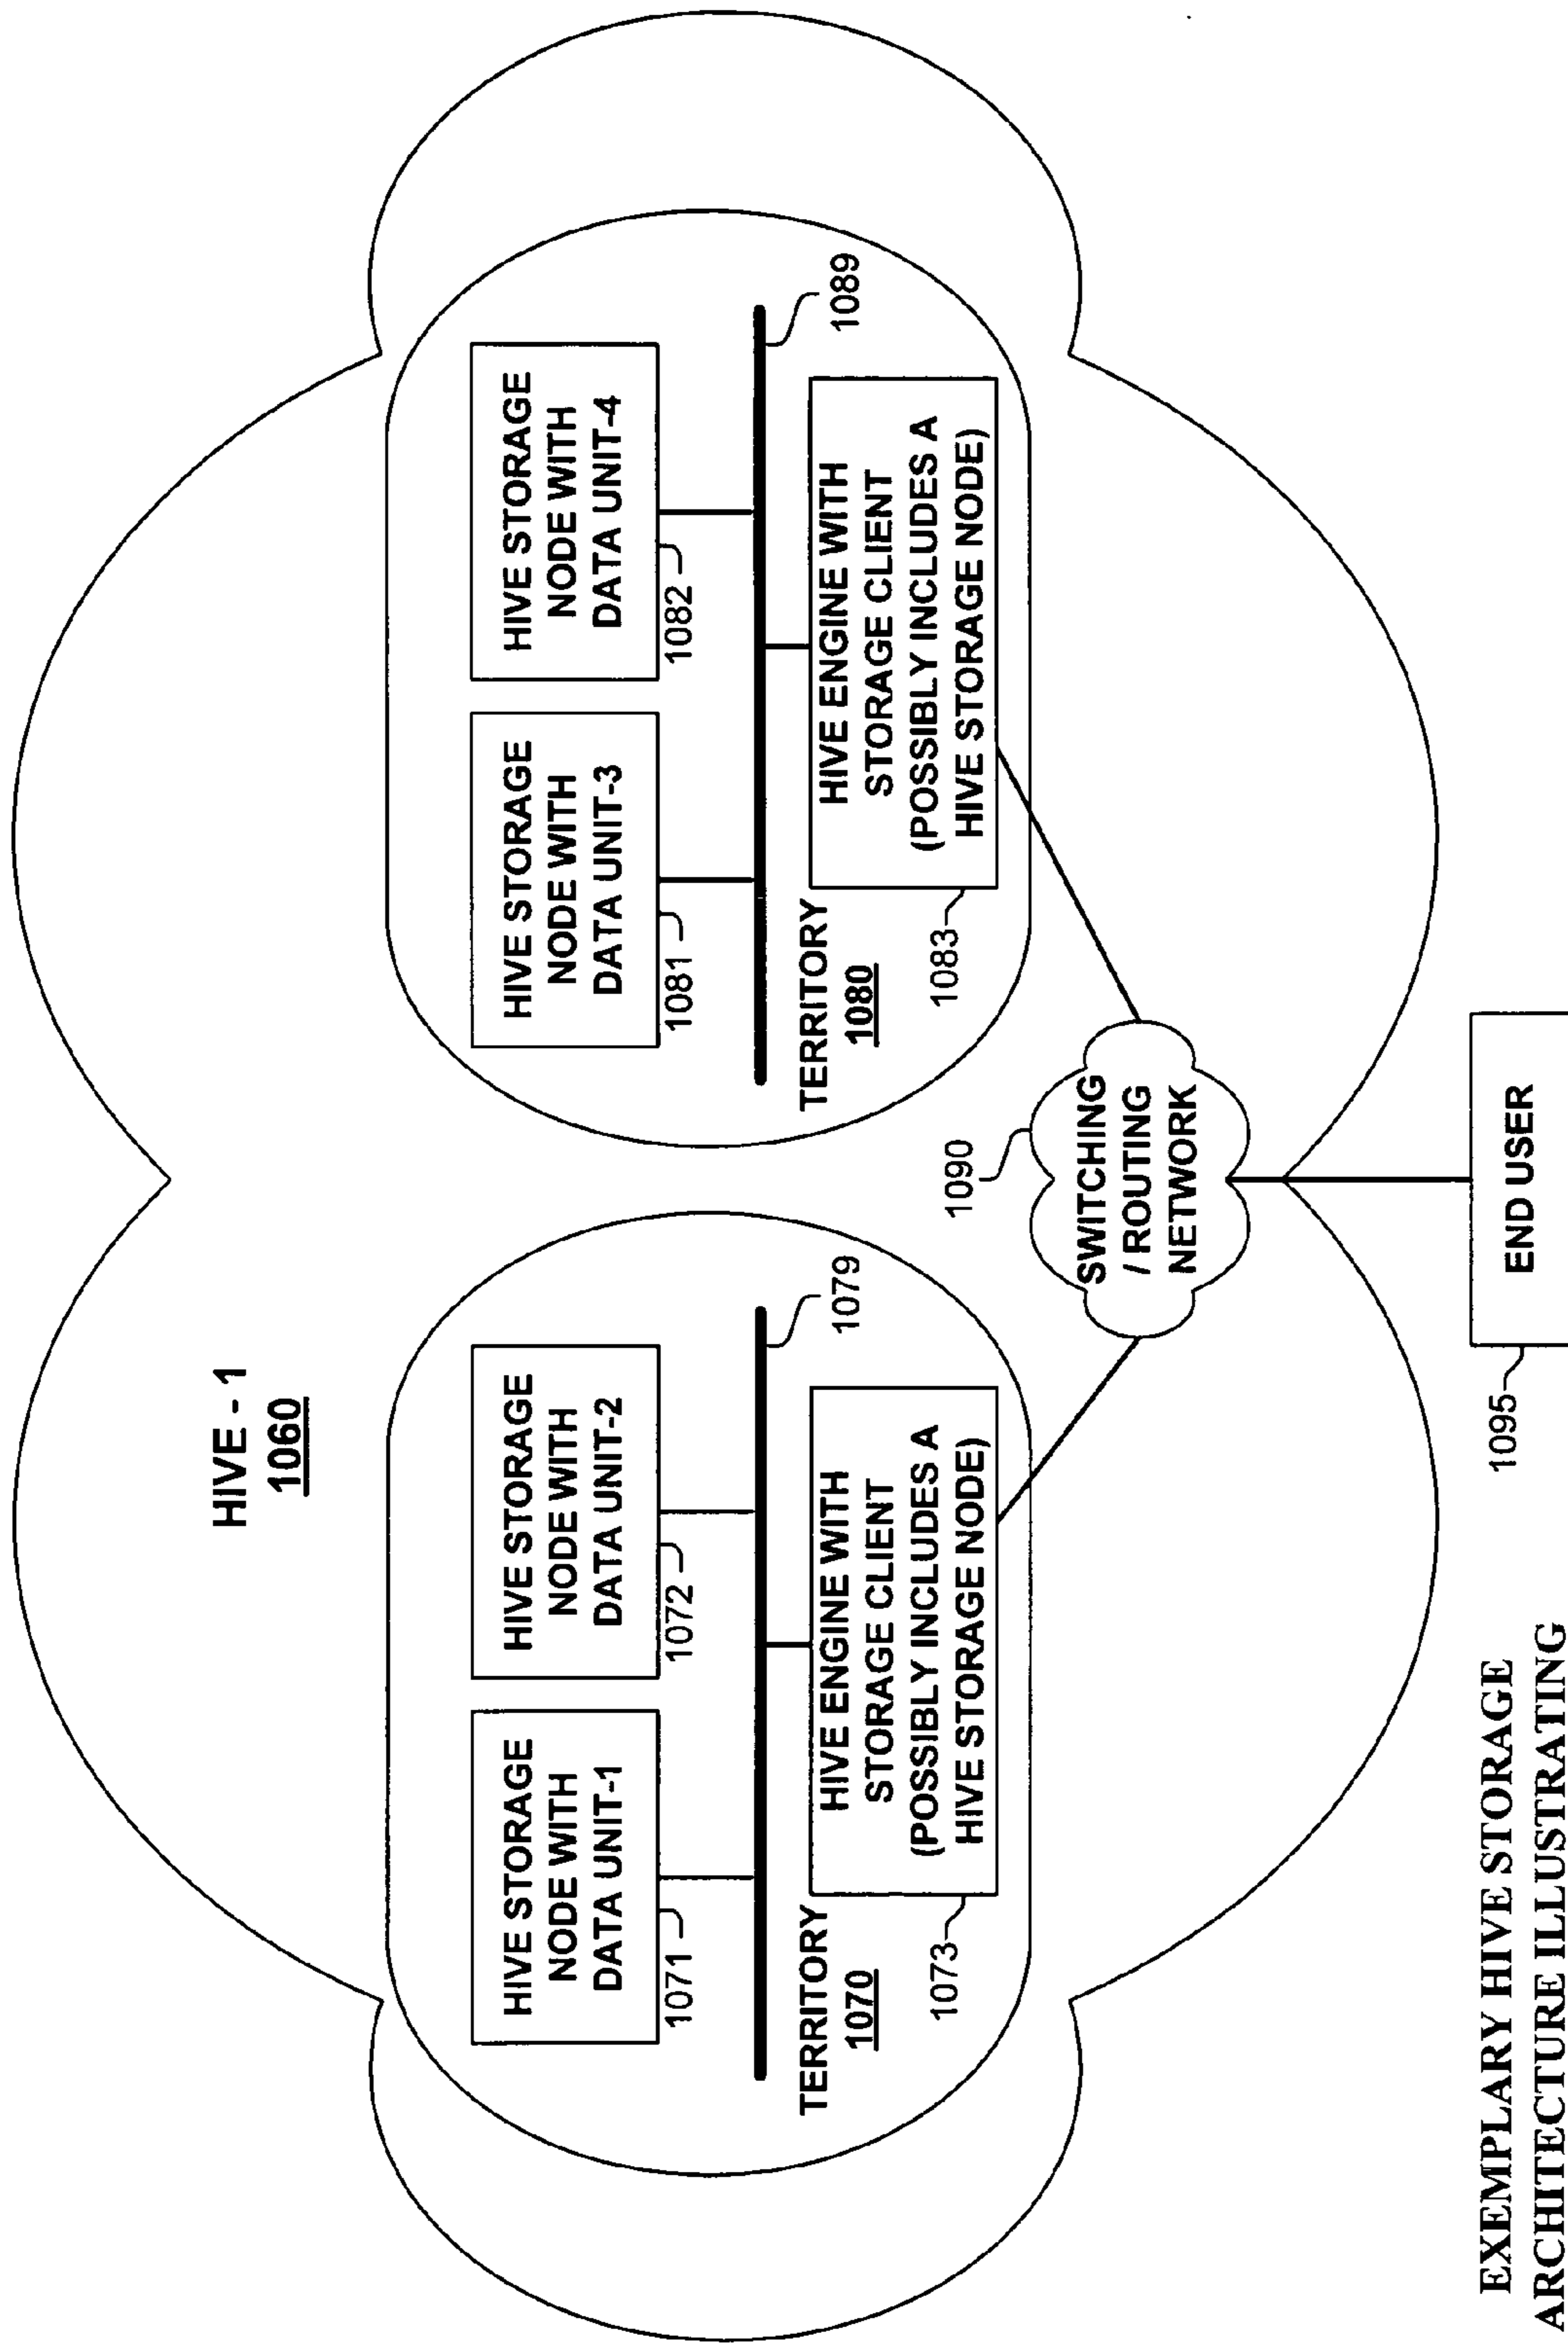 HIVE - 1
1060
HIVE STORAGE
NODE WITH
DATA UNIT-1
1071
HIVE STORAGE
NODE WITH
DATA UNIT-2
1072
1079
TERRITORY
1070
HIVE ENGINE WITH
STORAGE CLIENT
(POSSIBLY INCLUDES A
HIVE STORAGE NODE)
1073
HIVE STORAGE
NODE WITH
DATA UNIT-3
1081
HIVE STORAGE
NODE WITH
DATA UNIT-4
1082
1089
TERRITORY
1080
HIVE ENGINE WITH
STORAGE CLIENT
(POSSIBLY INCLUDES A
HIVE STORAGE NODE)
1083
1090
SWITCHING
/ ROUTING
NETWORK
END USER
1095
EXEMPLARY HIVE STORAGE
ARCHITECTURE ILLUSTRATING